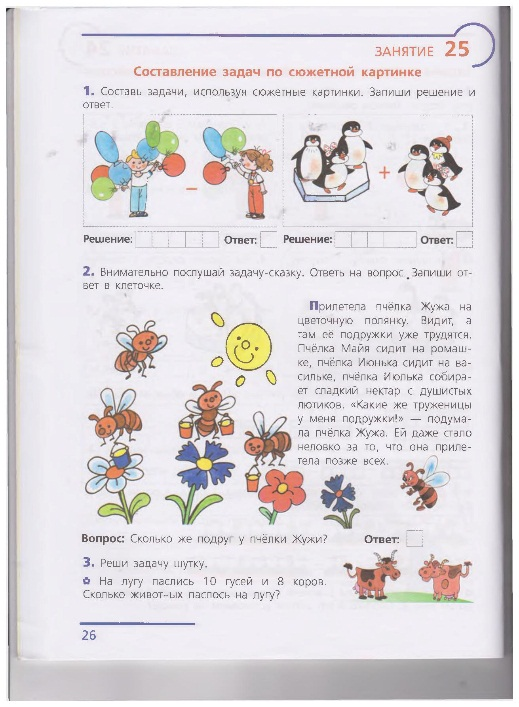 ЗАНЯТИЕ 25
Составление задач по сюжетной картинке
1. Составь задачи, используя сюжетные картинки. Запиши решение и
ответ.
−
+
Решение: Ответ: Решение: Ответ:
2. Внимательно послушай задачу-сказку. Ответь на вопрос. Запиши от-
вет в клеточке.
Прилетела пчёлка Жужа на
цветочную полянку. Видит, а
там её подружки уже трудятся.
Пчёлка Майя сидит на ромаш-
ке, пчёлка Июнька сидит на ва-
сильке, пчёлка Июлька собира-
ет сладкий нектар с душистых
лютиков. «Какие же труженицы
у меня подружки!» — подума-
ла пчёлка Жужа. Ей даже стало
неловко за то, что она приле-
тела позже всех.
Вопрос: Сколько же подруг у пчёлки Жужи? Ответ:
3. Реши задачу шутку.
На лугу паслись 10 гусей и 8 коров.
Сколько животных паслось на лугу?
26